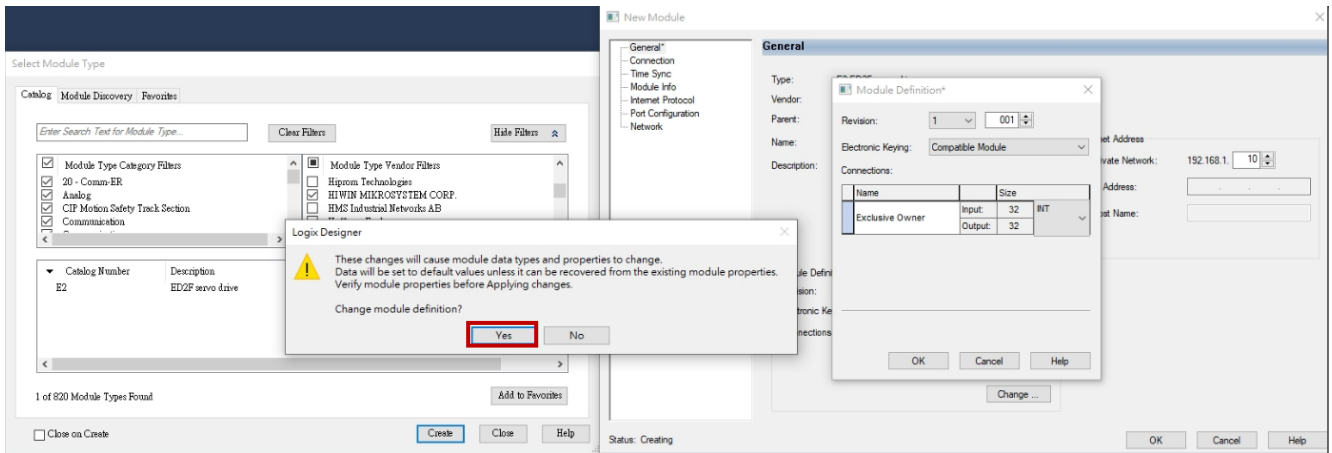 Select Module Type
Catalog Module Discovery Favorites
Enter Search Text for Module Type...
Clear Filters
Hide Filters
Module Type Category Filters
20 - Comm-ER
Analog
CIP Motion Safety Track Section
Communication
Module Type Vendor Filters
Hiprom Technologies
HIWIN MIKROSYSTEM CORP.
HMS Industrial Networks AB
Catalog Number Description
E2 ED2F servo drive
1 of 820 Module Types Found
Add to Favorites
Close on Create
Create Close Help
Logix Designer
These changes will cause module data types and properties to change.
Data will be set to default values unless it can be recovered from the existing module properties.
Verify module properties before Applying changes.
Change module definition?
Yes No
New Module
General*
Connection
Time Sync
Module Info
Internet Protocol
Port Configuration
Network
General
Type:
Vendor:
Parent:
Name:
Description:
Address
Network: 192.168.1. 10
Address:
Name:
Module Definition*
Revision: 1 001
Electronic Keying: Compatible Module
Connections:
Name Size
Exclusive Owner Input: 32 INT
Output: 32
OK Cancel Help
Change ...
Status: Creating
OK Cancel Help